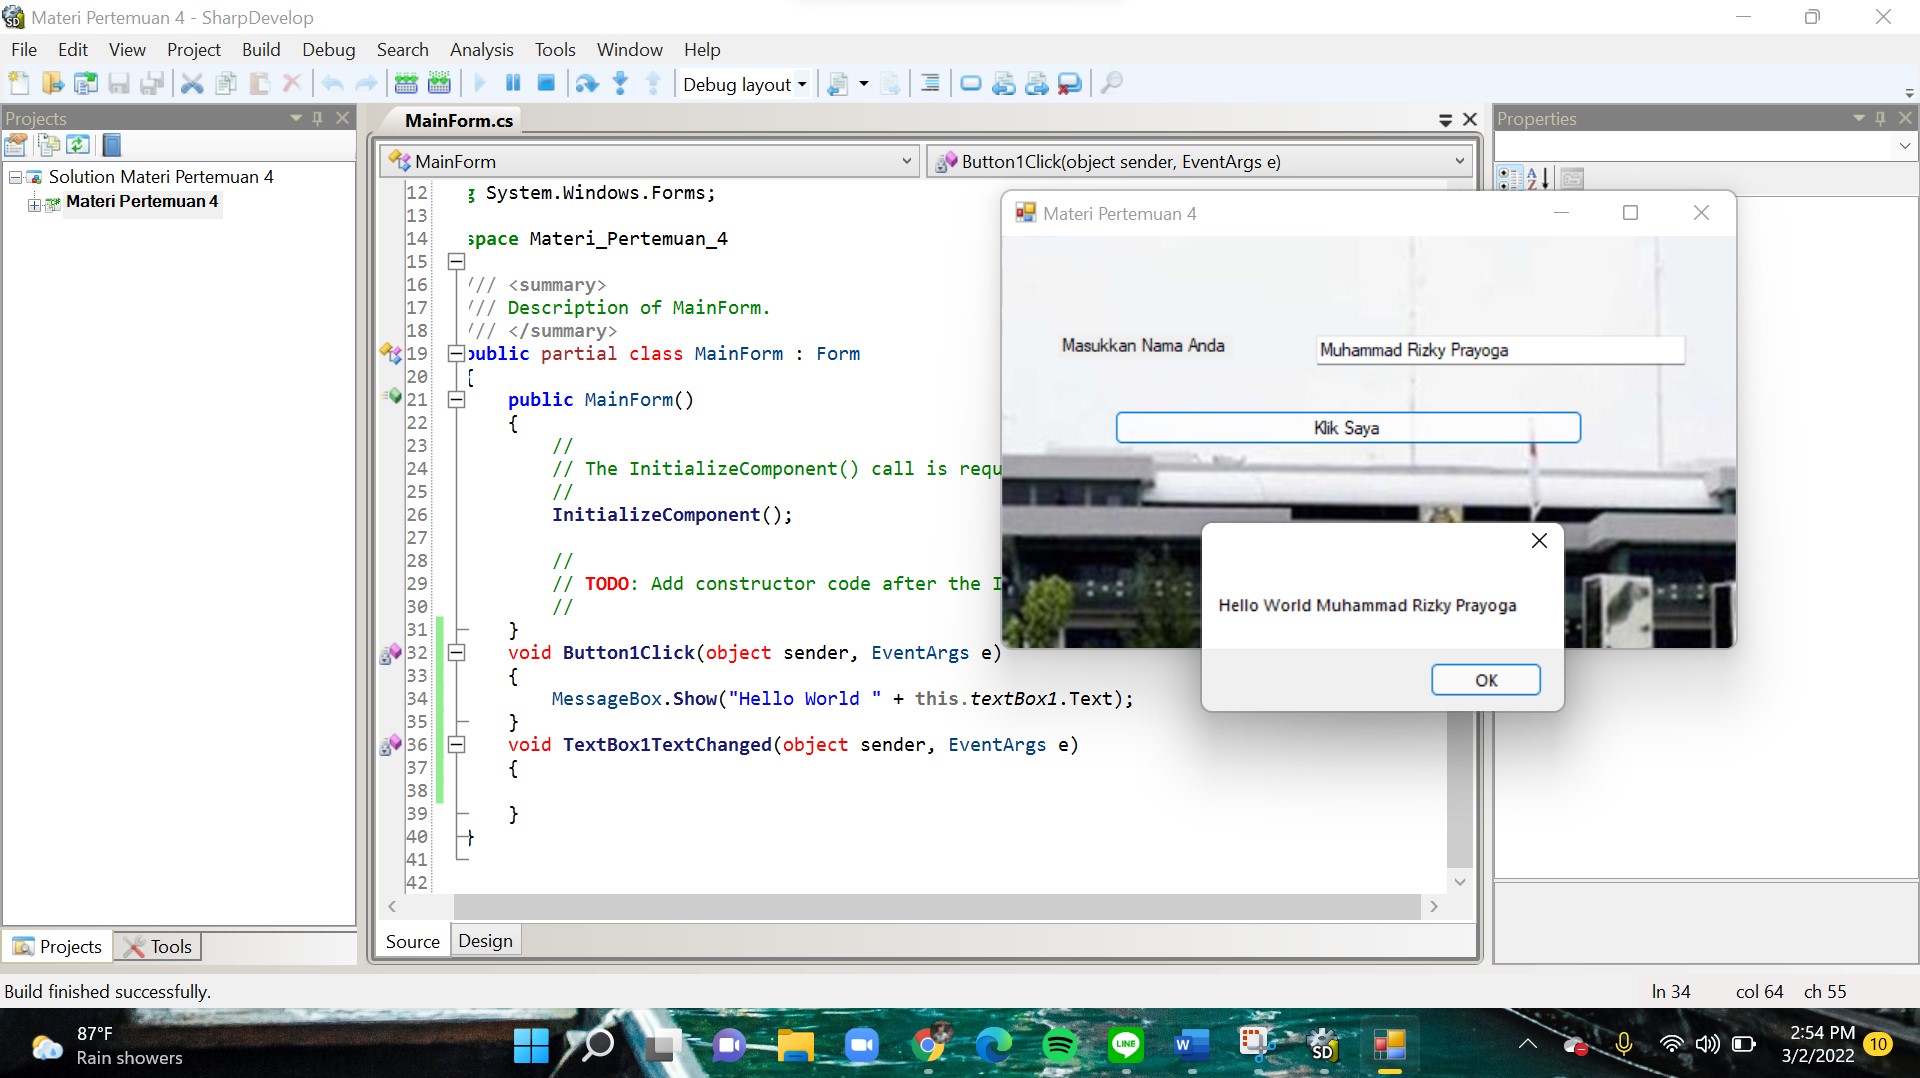 Materi Pertemuan 4 - SharpDevelop
File Edit View Project Build Debug Search Analysis Tools Window Help
Debug layout
Projects
Solution Materi Pertemuan 4
Materi Pertemuan 4
Projects Tools
MainForm.cs
MainForm
Button1Click(object sender, EventArgs e)
12 g System.Windows.Forms;
13
14 space Materi_Pertemuan_4
15
16 /// <summary>
17 /// Description of MainForm.
18 /// </summary>
19 public partial class MainForm : Form
20 {
21 public MainForm()
22 {
23 //
24 // The InitializeComponent() call is requ
25 //
26 InitializeComponent();
27
28 //
29 // TODO: Add constructor code after the I
30 //
31 }
32 void Button1Click(object sender, EventArgs e)
33 {
34 MessageBox.Show("Hello World " + this.textBox1.Text);
35 }
36 void TextBox1TextChanged(object sender, EventArgs e)
37 {
38
39 }
40 }
41
42
Source Design
Properties
Materi Pertemuan 4
Masukkan Nama Anda
Muhammad Rizky Prayoga
Klik Saya
Hello World Muhammad Rizky Prayoga
OK
Build finished successfully.
ln 34 col 64 ch 55
87°F
Rain showers
LINE
W
SD
2:54 PM
3/2/2022
10